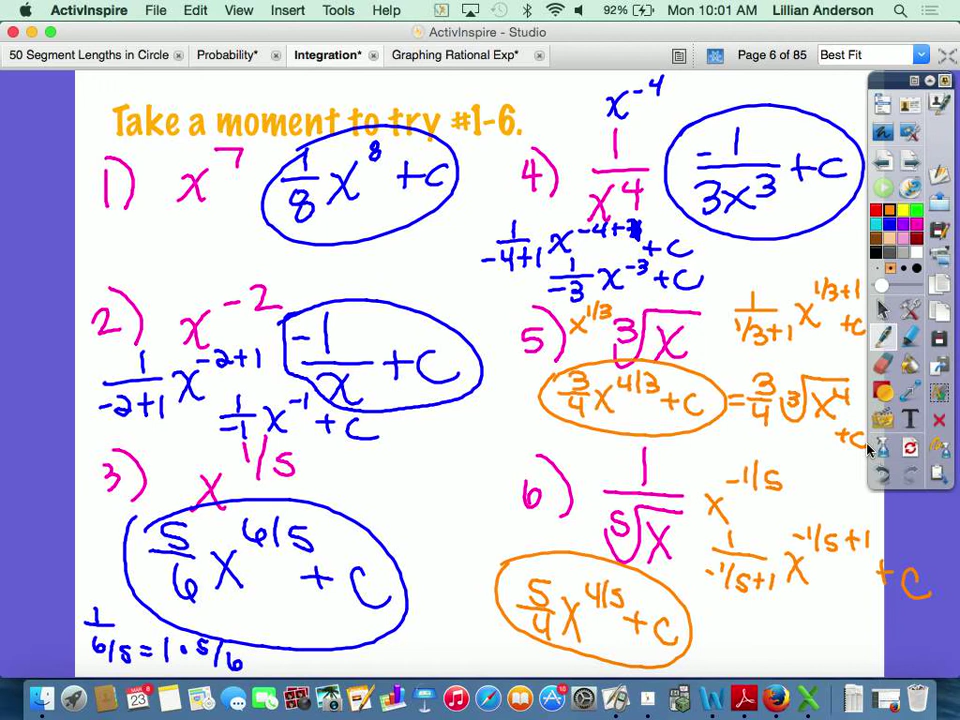 ActivInspire File Edit View Insert Tools Help 92% Mon 10:01 AM Lillian Anderson
ActivInspire - Studio
50 Segment Lengths in Circle Probability* Integration* Graphing Rational Exp* Page 6 of 85 Best Fit
Take a moment to try #1-6.
1) x^7 1/8 x^8 + C
2) x^-2 -1/x + C
1/(-2+1) x^(-2+1)
1/-1 x^-1 + C
3) x^(1/5)
5/6 x^(6/5) + C
1/(6/5) = 1 • 5/6
x^-4
4) 1/x^4 -1/(3x^3) + C
1/(-4+1) x^(-4+1) + C
1/-3 x^-3 + C
5) x^(1/3) ∛x 1/(1/3+1) x^(1/3+1) + C
3/4 x^(4/3) + C = 3/4 ∛x^4 + C
6) 1/⁵√x x^(-1/5)
1/(-1/5+1) x^(-1/5+1) + C
5/4 x^(4/5) + C